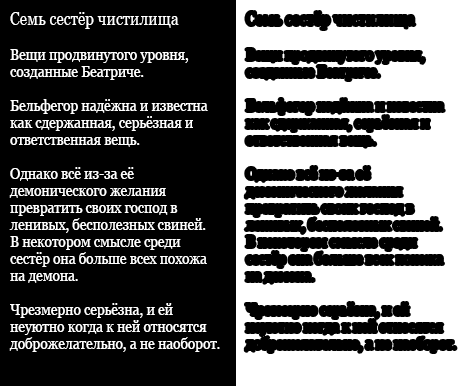 Семь сестёр чистилища
Вещи продвинутого уровня,
созданные Беатриче.
Бельфегор надёжна и известна
как сдержанная, серьёзная и
ответственная вещь.
Однако всё из-за её
демонического желания
превратить своих господ в
ленивых, бесполезных свиней.
В некотором смысле среди
сестёр она больше всех похожа
на демона.
Чрезмерно серьёзна, и ей
неуютно когда к ней относятся
доброжелательно, а не наоборот.
Семь сестёр чистилища
Вещи продвинутого уровня,
созданные Беатриче.
Бельфегор надёжна и известна
как сдержанная, серьёзная и
ответственная вещь.
Однако всё из-за её
демонического желания
превратить своих господ в
ленивых, бесполезных свиней.
В некотором смысле среди
сестёр она больше всех похожа
на демона.
Чрезмерно серьёзна, и ей
неуютно когда к ней относятся
доброжелательно, а не наоборот.